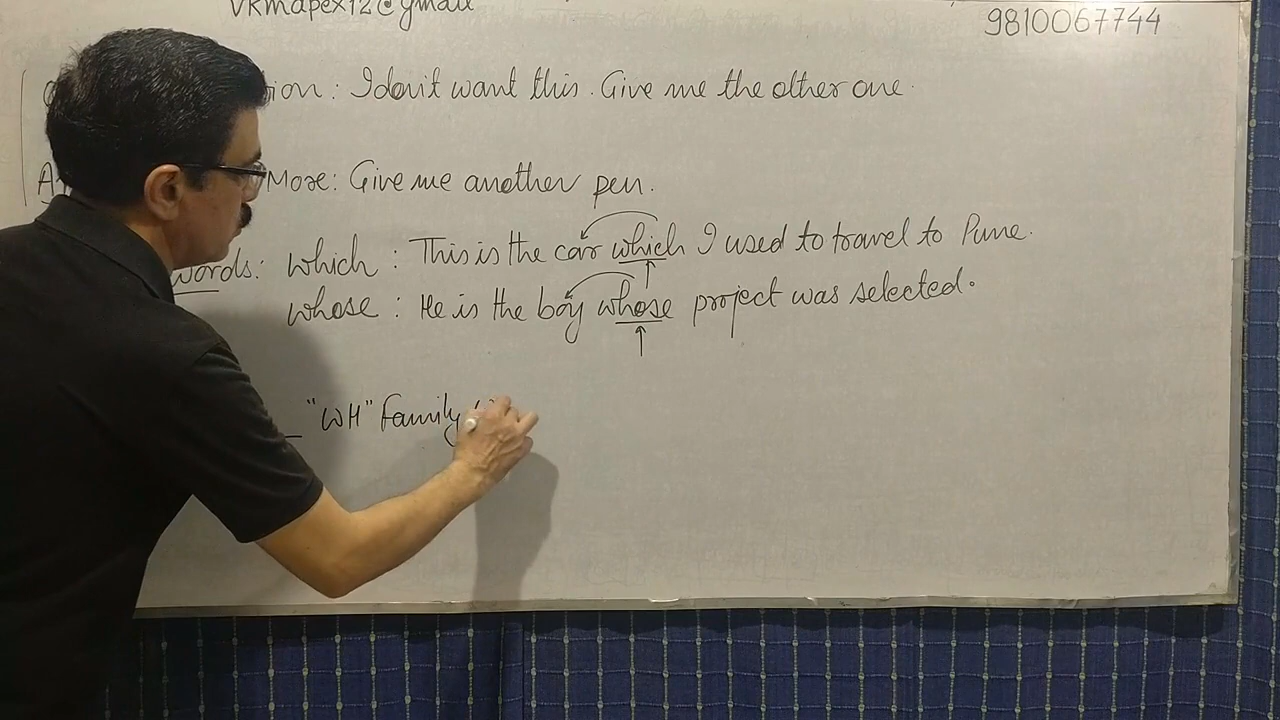 vkmapex12@gmail
9810067744
ion: I don't want this. Give me the other one.
More: Give me another pen.
words: which : This is the car which I used to travel to Pune.
whose : He is the boy whose project was selected.
"WH" Family